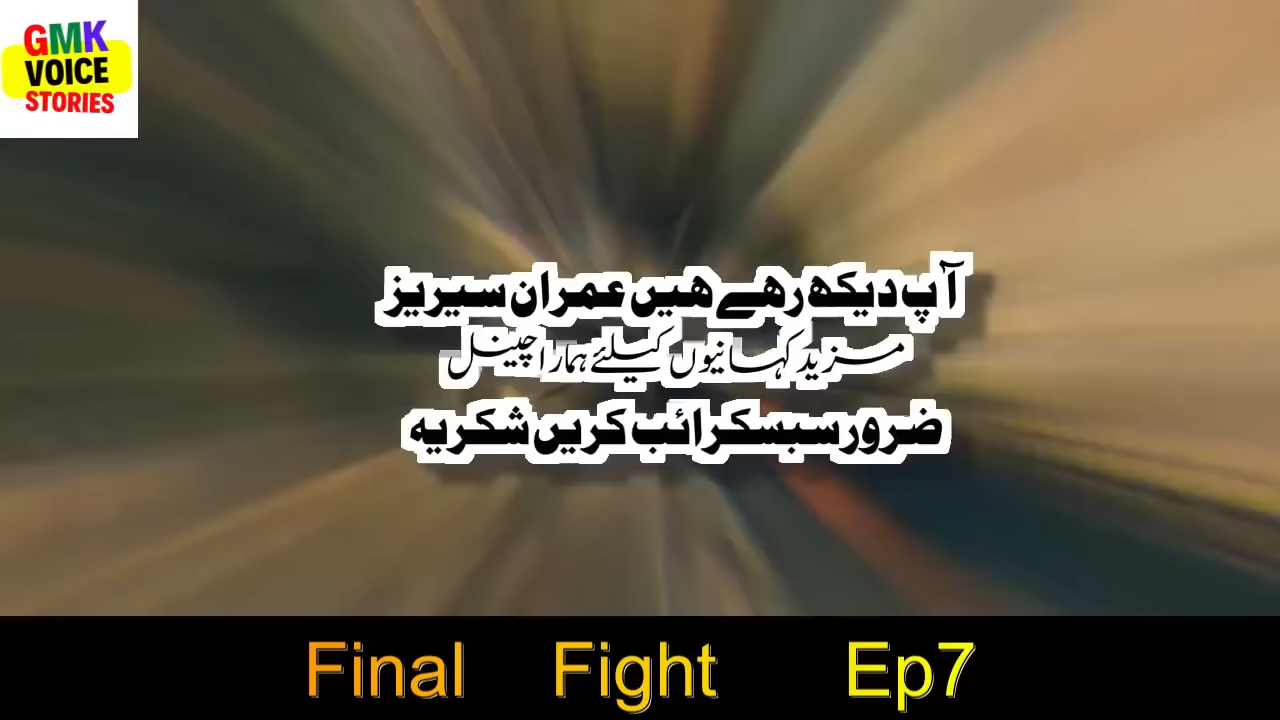 GMK
VOICE
STORIES
آپ دیکھ رھے ھیں عمران سیریز
مزید کہانیوں کیلئے ہمارا چینل
ضرور سبسکرائب کریں شکریہ
Final Fight Ep7